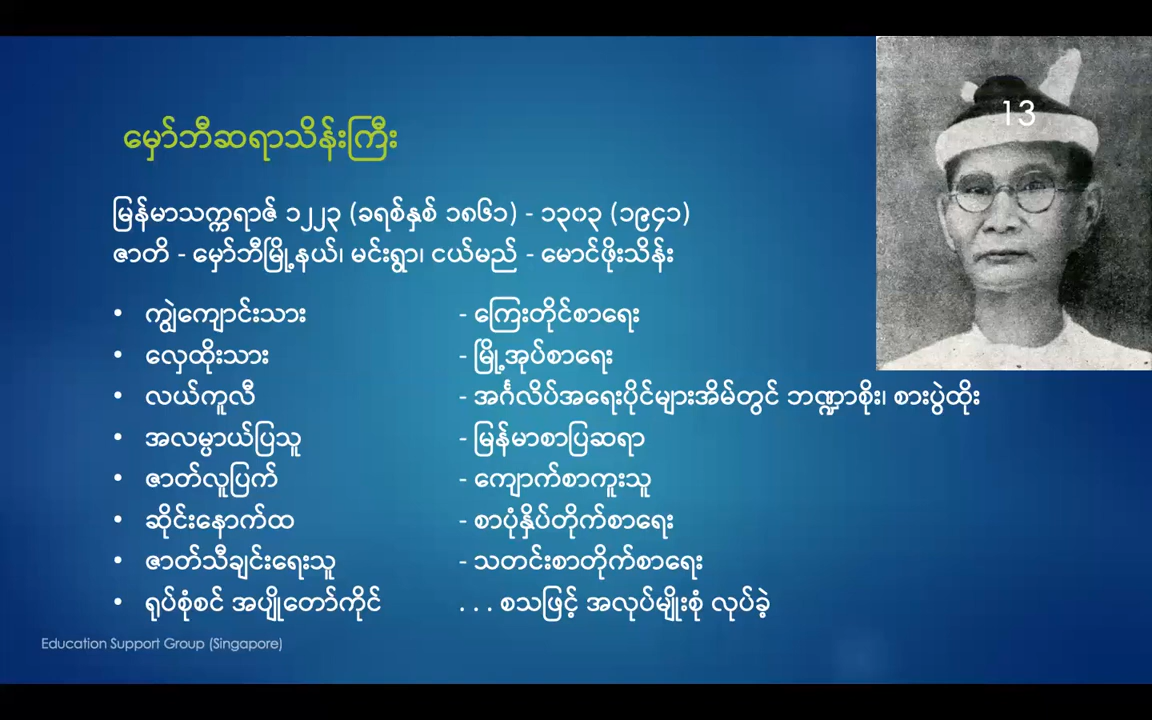 13
မှော်ဘီဆရာသိန်းကြီး
မြန်မာသက္ကရာဇ် ၁၂၂၃ (ခရစ်နှစ် ၁၈၆၁) - ၁၃၀၃ (၁၉၄၁)
ဇာတိ - မှော်ဘီမြို့နယ်၊ မင်းရွာ၊ ငယ်မည် - မောင်ဖိုးသိန်း
• ကျွဲကျောင်းသား - ကြေးတိုင်စာရေး
• လှေထိုးသား - မြို့အုပ်စာရေး
• လယ်ကူလီ - အင်္ဂလိပ်အရေးပိုင်များအိမ်တွင် ဘဏ္ဍာစိုး၊ စားပွဲထိုး
• အလမ္ပာယ်ပြသူ - မြန်မာစာပြဆရာ
• ဇာတ်လူပြက် - ကျောက်စာကူးသူ
• ဆိုင်းနောက်ထ - စာပုံနှိပ်တိုက်စာရေး
• ဇာတ်သီချင်းရေးသူ - သတင်းစာတိုက်စာရေး
• ရုပ်စုံစင် အပျိုတော်ကိုင် . . . စသဖြင့် အလုပ်မျိုးစုံ လုပ်ခဲ့
Education Support Group (Singapore)